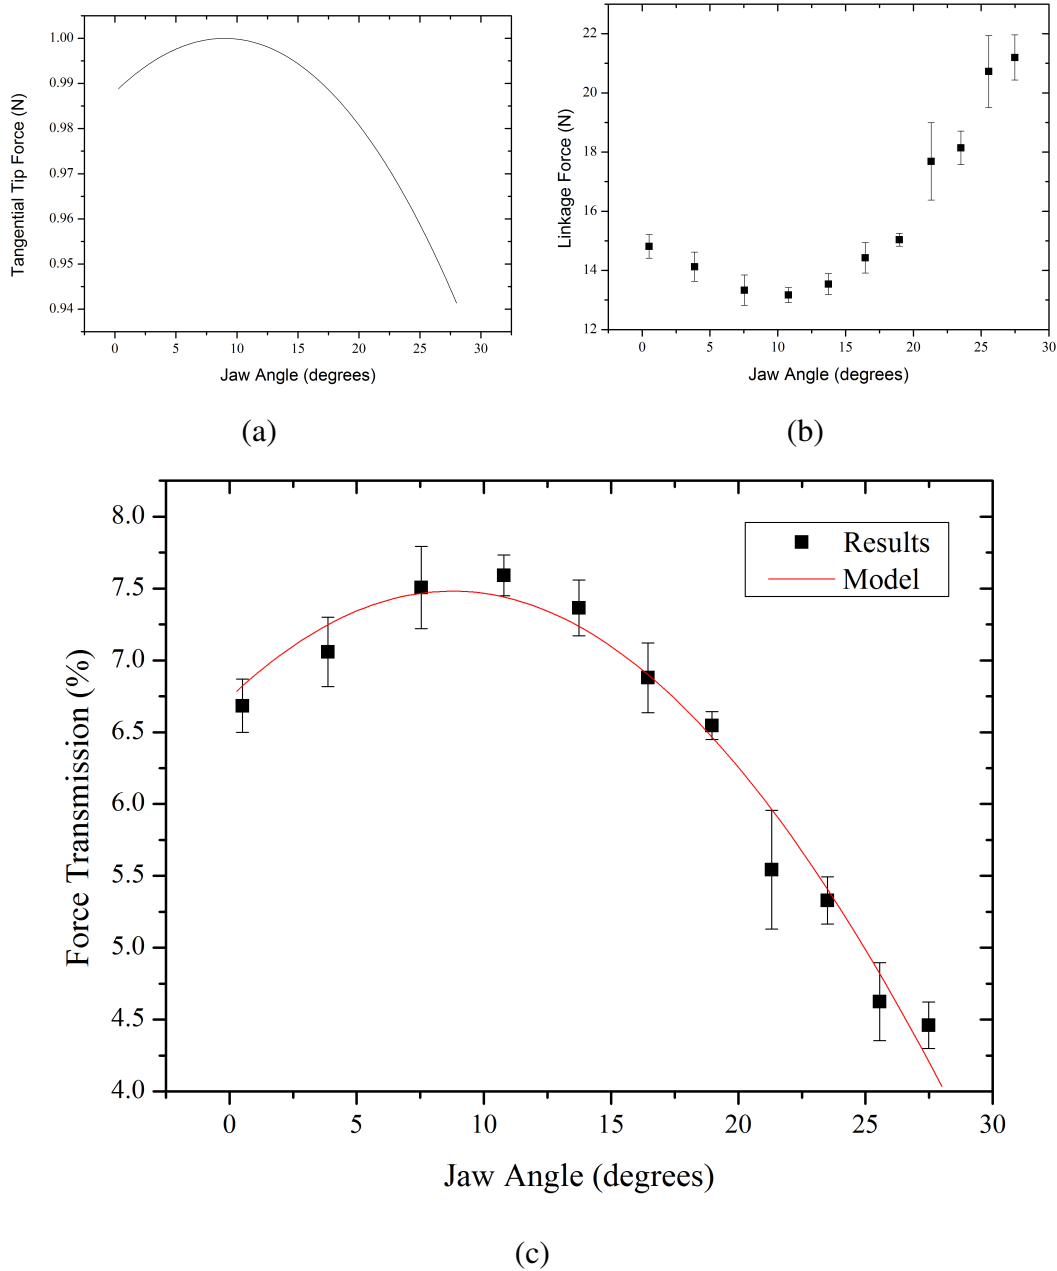 1.00
0.99
0.98
0.97
0.96
0.95
0.94
Tangential Tip Force (N)
0 5 10 15 20 25 30
Jaw Angle (degrees)
(a)
22
20
18
16
14
12
Linkage Force (N)
0 5 10 15 20 25 30
Jaw Angle (degrees)
(b)
8.0
7.5
7.0
6.5
6.0
5.5
5.0
4.5
4.0
Force Transmission (%)
Results
Model
0 5 10 15 20 25 30
Jaw Angle (degrees)
(c)